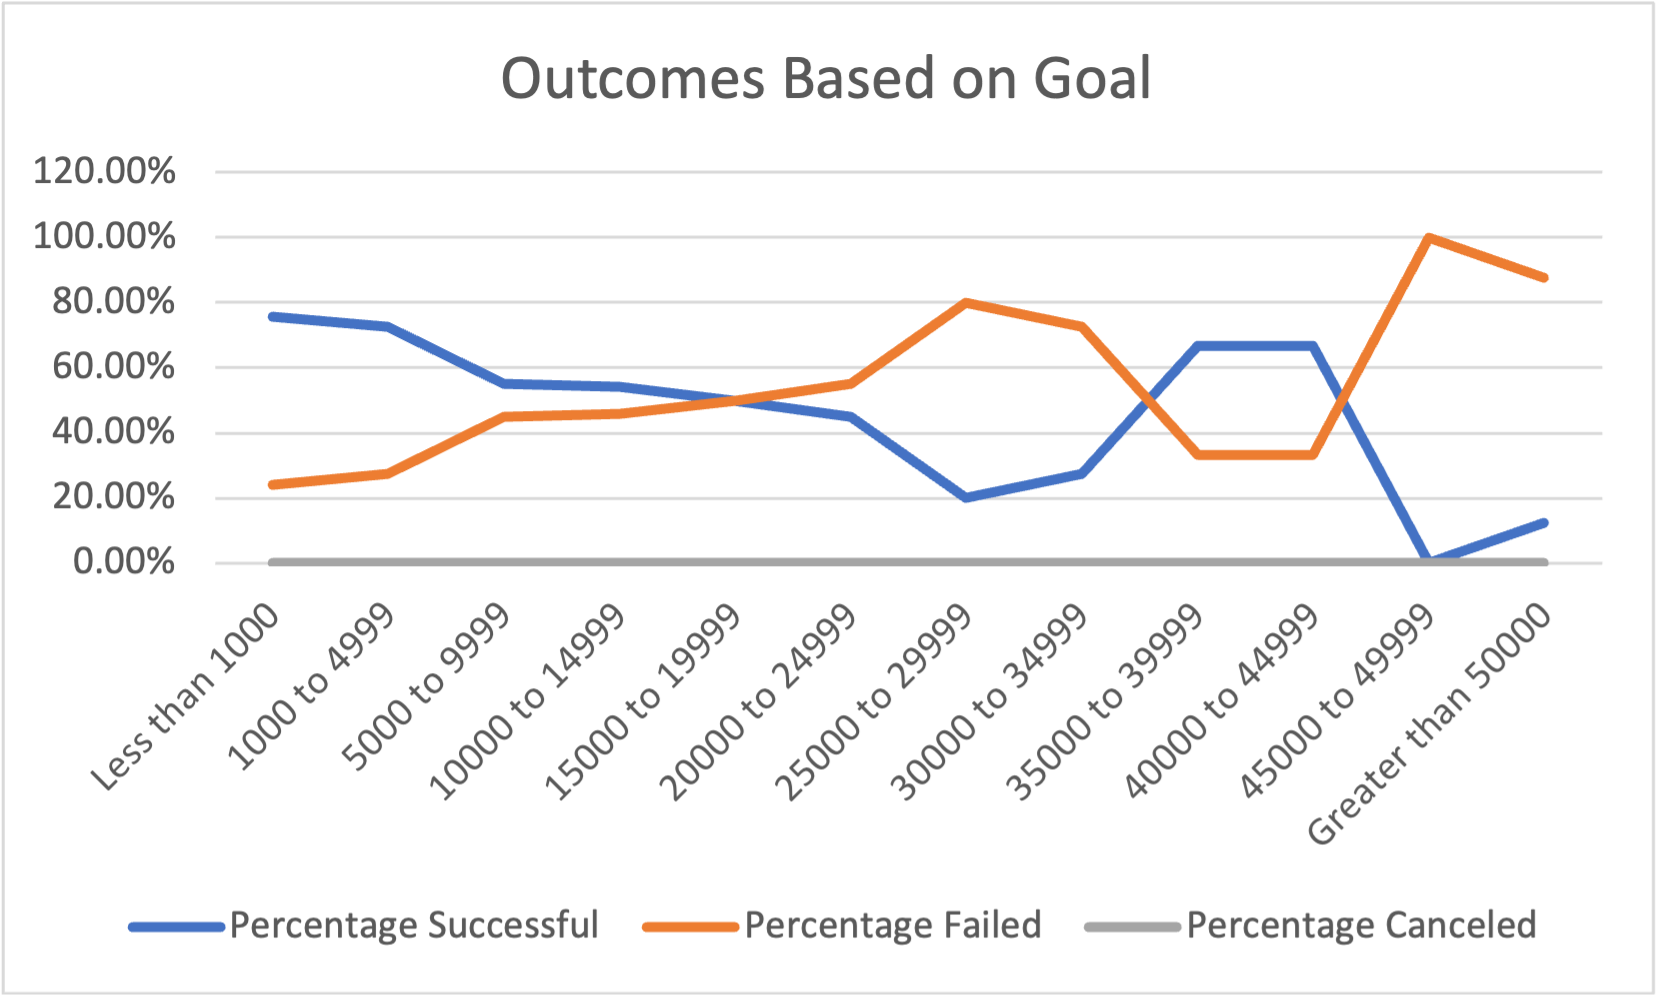 Outcomes Based on Goal
120.00%
100.00%
80.00%
60.00%
40.00%
20.00%
0.00%
Less than 1000
1000 to 4999
5000 to 9999
10000 to 14999
15000 to 19999
20000 to 24999
25000 to 29999
30000 to 34999
35000 to 39999
40000 to 44999
45000 to 49999
Greater than 50000
Percentage Successful
Percentage Failed
Percentage Canceled